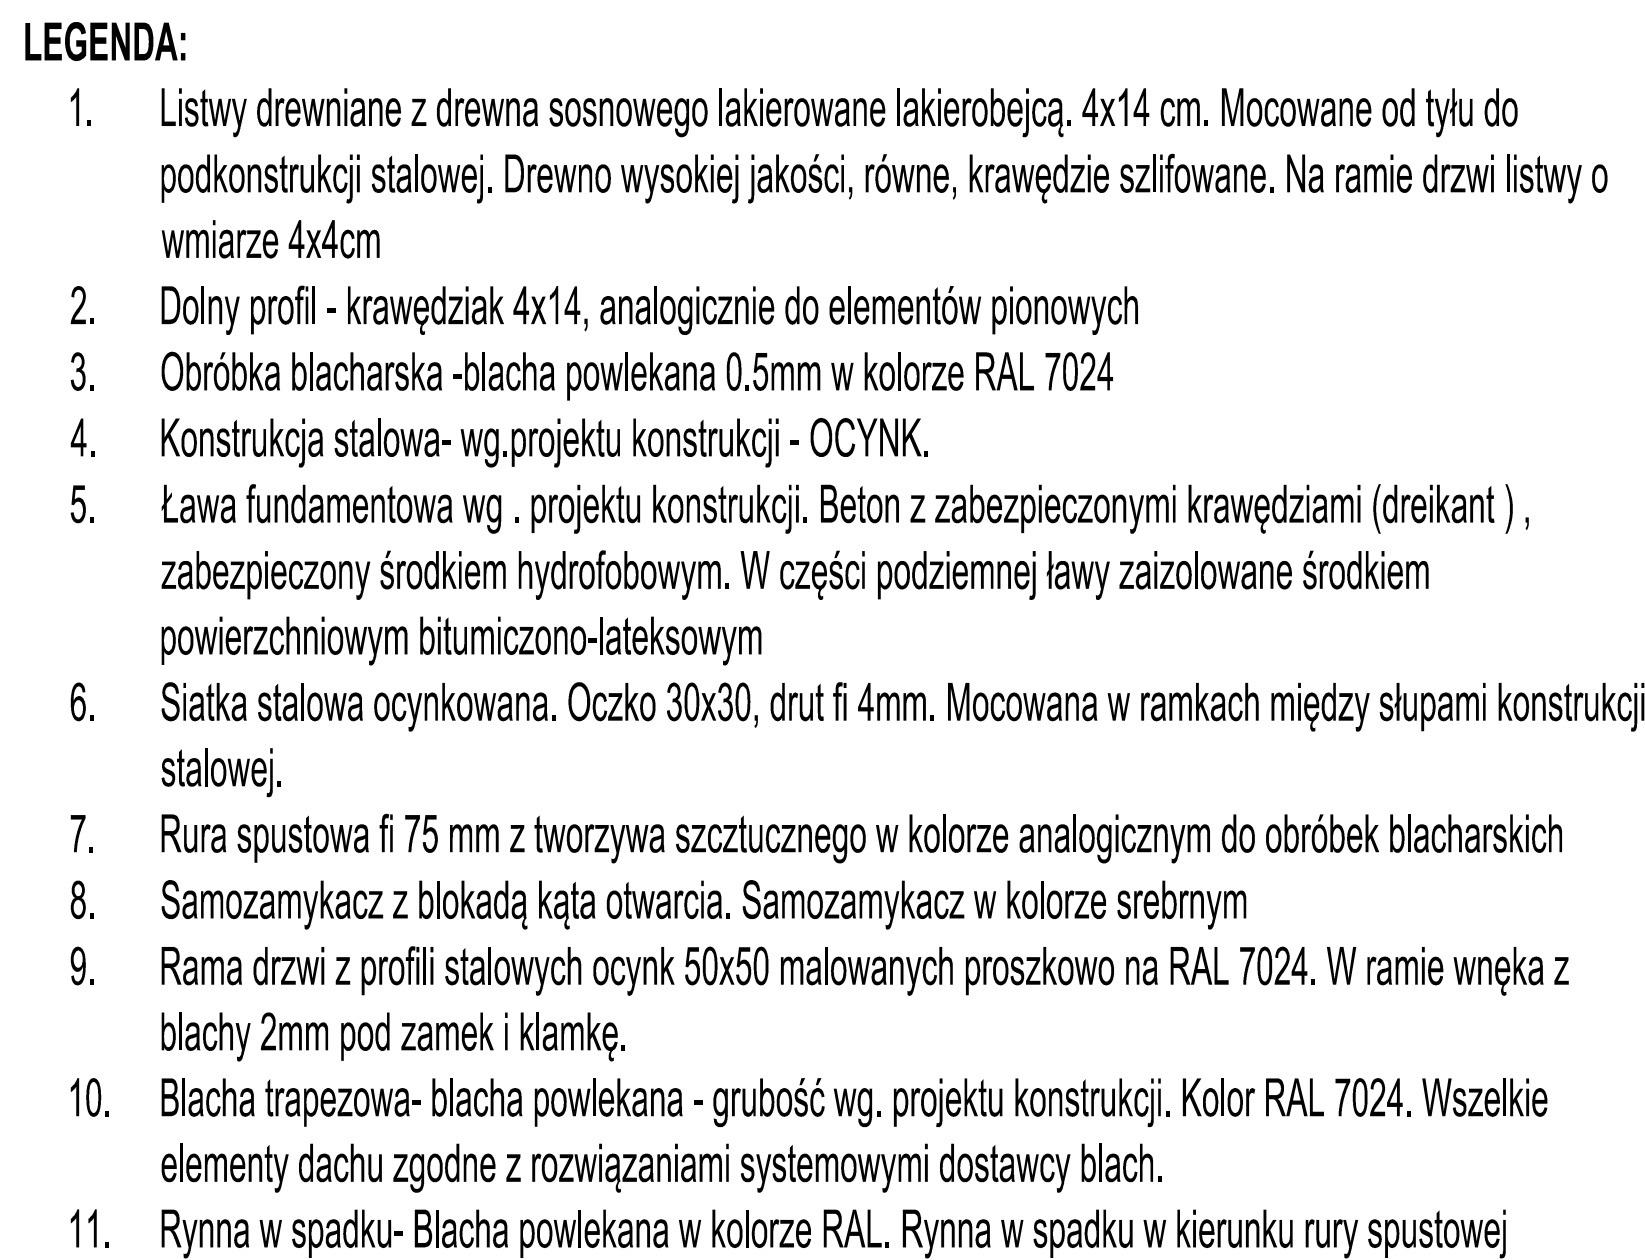 LEGENDA:
1. Listwy drewniane z drewna sosnowego lakierowane lakierobejcą. 4x14 cm. Mocowane od tyłu do
podkonstrukcji stalowej. Drewno wysokiej jakości, równe, krawędzie szlifowane. Na ramie drzwi listwy o
wmiarze 4x4cm
2. Dolny profil - krawędziak 4x14, analogicznie do elementów pionowych
3. Obróbka blacharska -blacha powlekana 0.5mm w kolorze RAL 7024
4. Konstrukcja stalowa- wg.projektu konstrukcji - OCYNK.
5. Ława fundamentowa wg . projektu konstrukcji. Beton z zabezpieczonymi krawędziami (dreikant ) ,
zabezpieczony środkiem hydrofobowym. W części podziemnej ławy zaizolowane środkiem
powierzchniowym bitumiczono-lateksowym
6. Siatka stalowa ocynkowana. Oczko 30x30, drut fi 4mm. Mocowana w ramkach między słupami konstrukcji
stalowej.
7. Rura spustowa fi 75 mm z tworzywa szcztucznego w kolorze analogicznym do obróbek blacharskich
8. Samozamykacz z blokadą kąta otwarcia. Samozamykacz w kolorze srebrnym
9. Rama drzwi z profili stalowych ocynk 50x50 malowanych proszkowo na RAL 7024. W ramie wnęka z
blachy 2mm pod zamek i klamkę.
10. Blacha trapezowa- blacha powlekana - grubość wg. projektu konstrukcji. Kolor RAL 7024. Wszelkie
elementy dachu zgodne z rozwiązaniami systemowymi dostawcy blach.
11. Rynna w spadku- Blacha powlekana w kolorze RAL. Rynna w spadku w kierunku rury spustowej